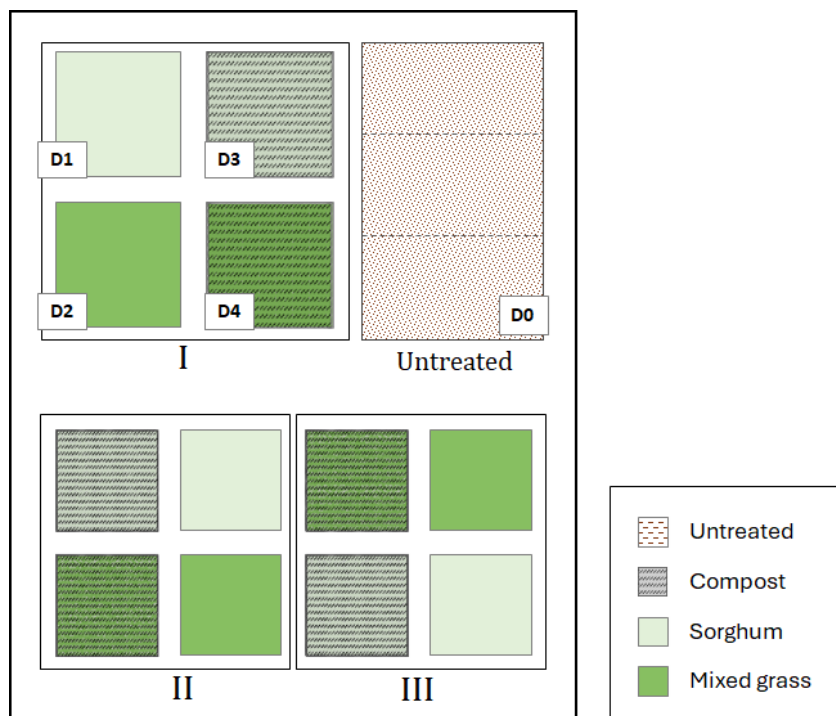 D1
D3
D2
D4
D0
I
Untreated
II
III
Untreated
Compost
Sorghum
Mixed grass